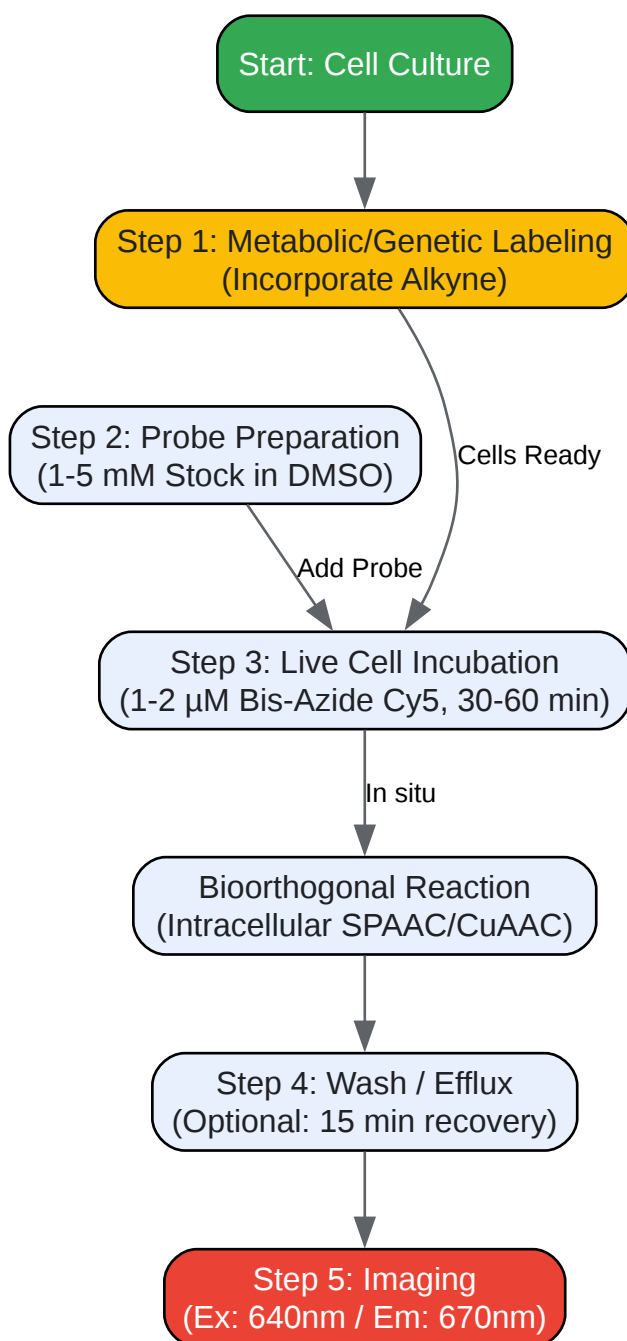 Start: Cell Culture
Step 1: Metabolic/Genetic Labeling
(Incorporate Alkyne)
Step 2: Probe Preparation
(1-5 mM Stock in DMSO)
Cells Ready
Add Probe
Step 3: Live Cell Incubation
(1-2 µM Bis-Azide Cy5, 30-60 min)
In situ
Bioorthogonal Reaction
(Intracellular SPAAC/CuAAC)
Step 4: Wash / Efflux
(Optional: 15 min recovery)
Step 5: Imaging
(Ex: 640nm / Em: 670nm)